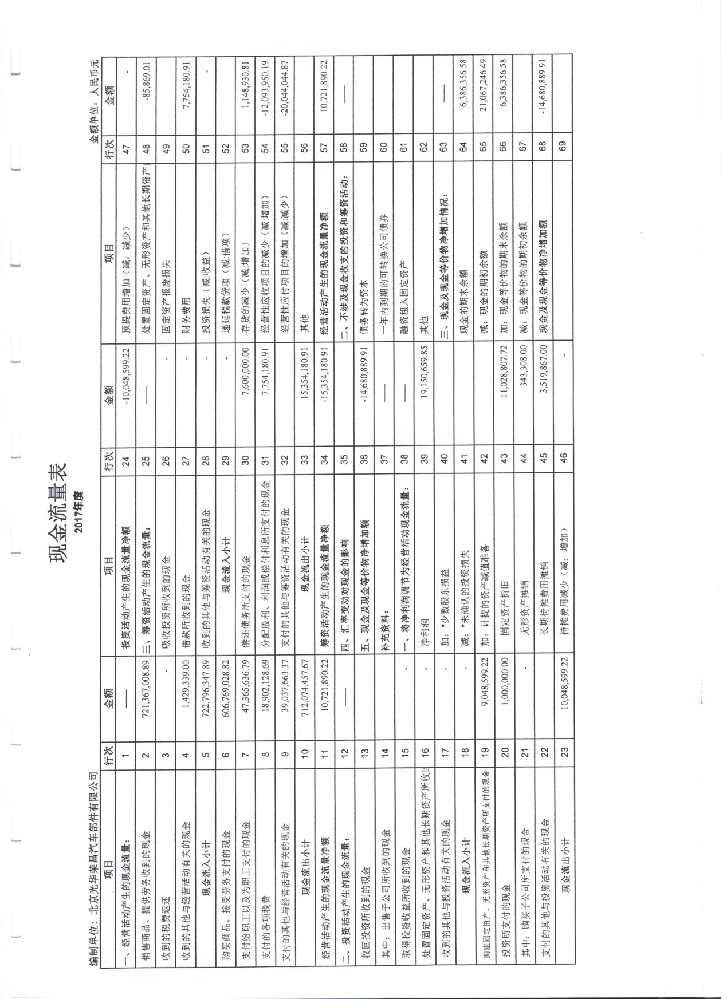 现金流量表
2017年度
编制单位：北京光华荣昌汽车部件有限公司 金额单位：人民币元
项目 行次 金额 项目 行次 金额 项目 行次 金额
一、经营活动产生的现金流量： 1 —— 投资活动产生的现金流量净额 24 -10,048,599.22 预提费用增加（减：减少） 47 -
销售商品、提供劳务收到的现金 2 721,367,008.89 三、筹资活动产生的现金流量： 25 —— 处置固定资产、无形资产和其他长期资产 48 -85,869.01
收到的税费返还 3 - 吸收投资所收到的现金 26 - 固定资产报废损失 49
收到的其他与经营活动有关的现金 4 1,429,339.00 借款所收到的现金 27 - 财务费用 50 7,754,180.91
现金流入小计 5 722,796,347.89 收到的其他与筹资活动有关的现金 28 - 投资损失（减:收益） 51 -
购买商品、接受劳务支付的现金 6 606,769,028.82 现金流入小计 29 - 递延税款贷项（减:借项） 52
支付给职工以及为职工支付的现金 7 47,365,636.79 偿还债务所支付的现金 30 7,600,000.00 存货的减少（减:增加） 53 1,148,930.81
支付的各项税费 8 18,902,128.69 分配股利、利润或偿付利息所支付的现金 31 7,754,180.91 经营性应收项目的减少（减:增加） 54 -12,093,950.19
支付的其他与经营活动有关的现金 9 39,037,663.37 支付的其他与筹资活动有关的现金 32 经营性应付项目的增加（减:减少） 55 -20,044,044.87
现金流出小计 10 712,074,457.67 现金流出小计 33 15,354,180.91 其他 56
经营活动产生的现金流量净额 11 10,721,890.22 筹资活动产生的现金流量净额 34 -15,354,180.91 经营活动产生的现金流量净额 57 10,721,890.22
二、投资活动产生的现金流量： 12 —— 四、汇率变动对现金的影响 35 二、不涉及现金收支的投资和筹资活动： 58 ——
收回投资所收到的现金 13 五、现金及现金等价物净增加额 36 -14,680,889.91 债务转为资本 59
其中：出售子公司所收到的现金 14 补充资料： 37 —— 一年内到期的可转换公司债券 60
取得投资收益所收到的现金 15 - 一、将净利润调节为经营活动现金流量： 38 —— 融资租入固定资产 61
处置固定资产、无形资产和其他长期资产所收回 16 - 净利润 39 19,150,659.85 其他 62
收到的其他与投资活动有关的现金 17 - 加：*少数股东损益 40 三、现金及现金等价物净增加情况： 63 ——
现金流入小计 18 - 减：*未确认的投资损失 41 现金的期末余额 64 6,386,356.58
购建固定资产、无形资产和其他长期资产所支付的现金 19 9,048,599.22 加：计提的资产减值准备 42 减：现金的期初余额 65 21,067,246.49
投资所支付的现金 20 1,000,000.00 固定资产折旧 43 11,028,807.72 加：现金等价物的期末余额 66 6,386,356.58
其中：购买子公司所支付的现金 21 - 无形资产摊销 44 343,308.00 减：现金等价物的期初余额 67
支付的其他与投资活动有关的现金 22 长期待摊费用摊销 45 3,519,867.00 现金及现金等价物净增加额 68 -14,680,889.91
现金流出小计 23 10,048,599.22 待摊费用减少（减：增加） 46 - 69